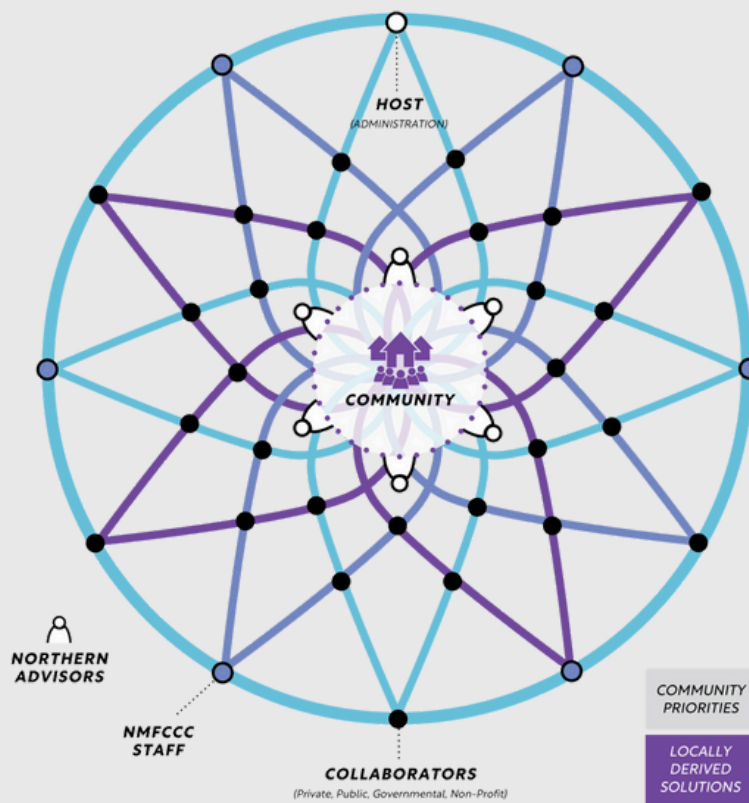 HOST
(ADMINISTRATION)
COMMUNITY
NORTHERN
ADVISORS
NMFCCC
STAFF
COLLABORATORS
(Private, Public, Governmental, Non-Profit)
COMMUNITY
PRIORITIES
LOCALLY
DERIVED
SOLUTIONS